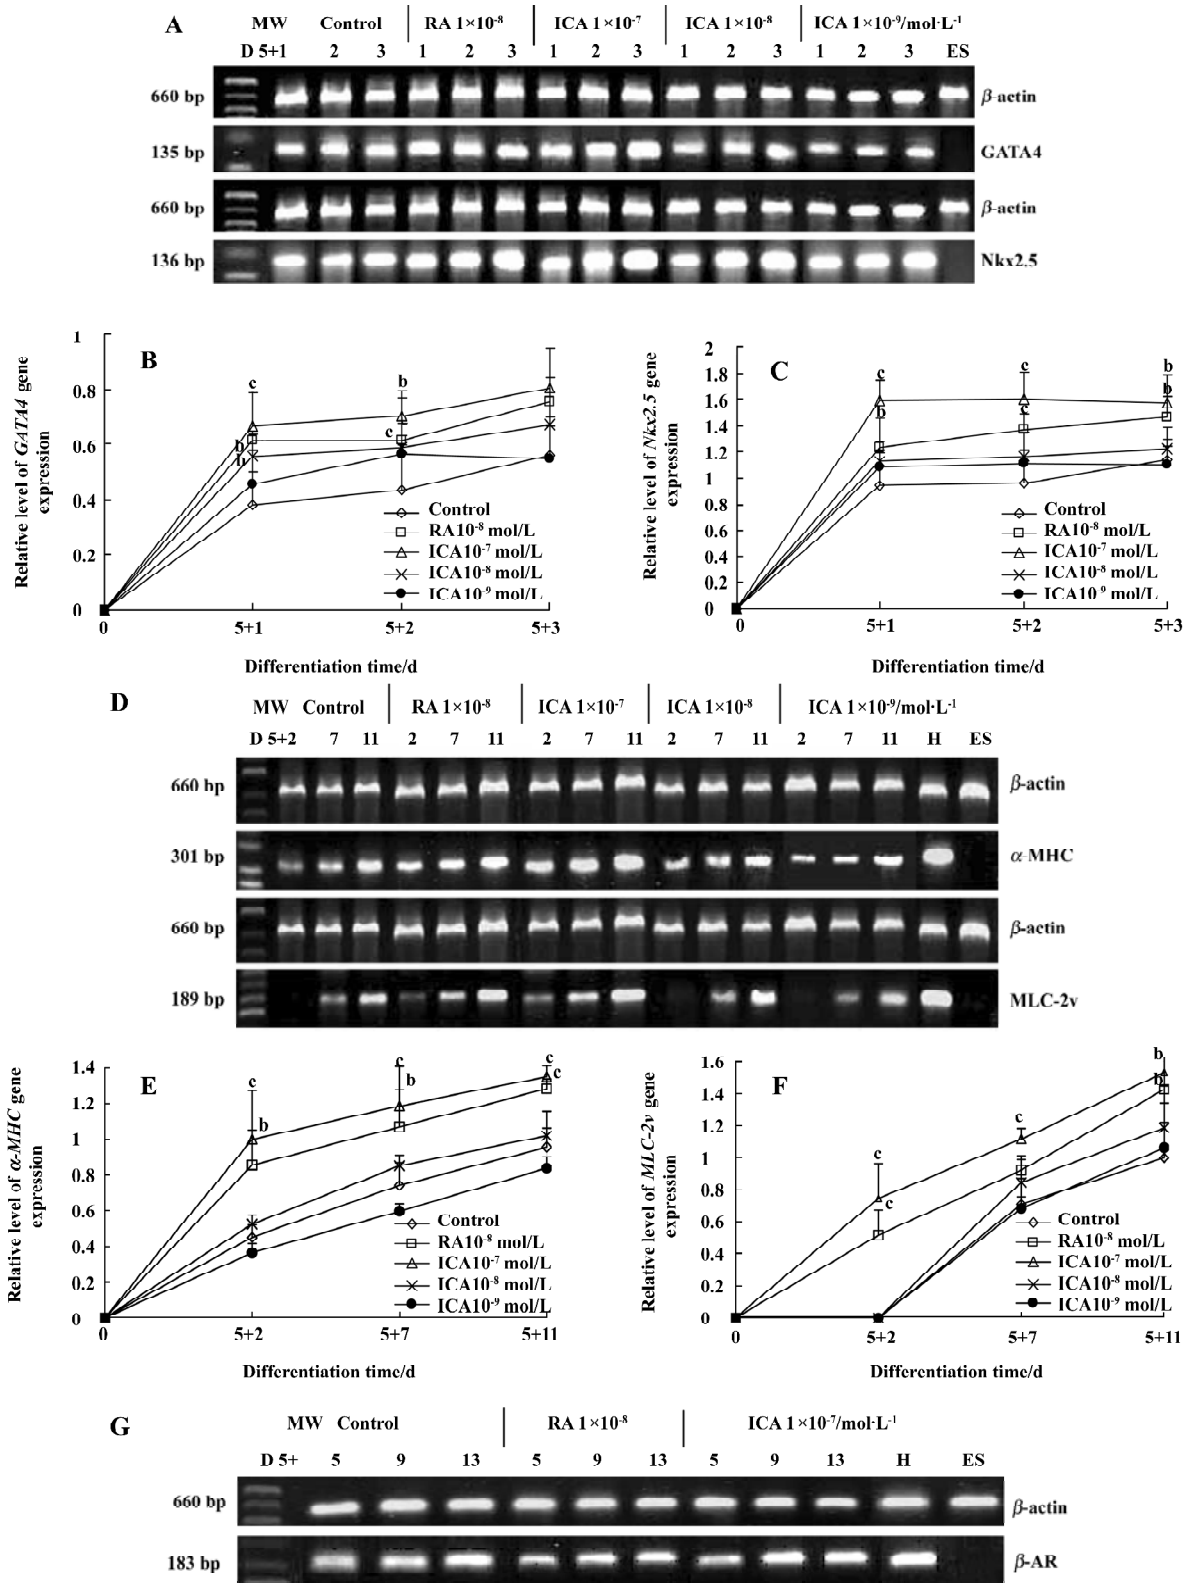 A
MW Control RA 1×10⁻⁸ ICA 1×10⁻⁷ ICA 1×10⁻⁸ ICA 1×10⁻⁹/mol·L⁻¹
D 5+1 2 3 1 2 3 1 2 3 1 2 3 1 2 3 ES
660 bp β-actin
135 bp GATA4
660 bp β-actin
136 bp Nkx2.5
B
Relative level of GATA4 gene
expression
1
0.8
0.6
0.4
0.2
0
c
b
b
h
c
Control
RA10⁻⁸ mol/L
ICA10⁻⁷ mol/L
ICA10⁻⁸ mol/L
ICA10⁻⁹ mol/L
0 5+1 5+2 5+3
Differentiation time/d
C
Relative level of Nkx2.5 gene
expression
2
1.8
1.6
1.4
1.2
1
0.8
0.6
0.4
0.2
0
c c b
b c b
Control
RA10⁻⁸ mol/L
ICA10⁻⁷ mol/L
ICA10⁻⁸ mol/L
ICA10⁻⁹ mol/L
0 5+1 5+2 5+3
Differentiation time/d
D
MW Control RA 1×10⁻⁸ ICA 1×10⁻⁷ ICA 1×10⁻⁸ ICA 1×10⁻⁹/mol·L⁻¹
D 5+2 7 11 2 7 11 2 7 11 2 7 11 2 7 11 H ES
660 bp β-actin
301 bp α-MHC
660 bp β-actin
189 bp MLC-2v
E
Relative level of α-MHC gene
expression
1.4
1.2
1
0.8
0.6
0.4
0.2
0
c c c
b b c
Control
RA10⁻⁸ mol/L
ICA10⁻⁷ mol/L
ICA10⁻⁸ mol/L
ICA10⁻⁹ mol/L
0 5+2 5+7 5+11
Differentiation time/d
F
Relative level of MLC-2v gene
expression
1.6
1.4
1.2
1
0.8
0.6
0.4
0.2
0
c c b
c b
Control
RA10⁻⁸ mol/L
ICA10⁻⁷ mol/L
ICA10⁻⁸ mol/L
ICA10⁻⁹ mol/L
0 5+2 5+7 5+11
Differentiation time/d
G
MW Control RA 1×10⁻⁸ ICA 1×10⁻⁷/mol·L⁻¹
D 5+ 5 9 13 5 9 13 5 9 13 H ES
660 bp β-actin
183 bp β-AR